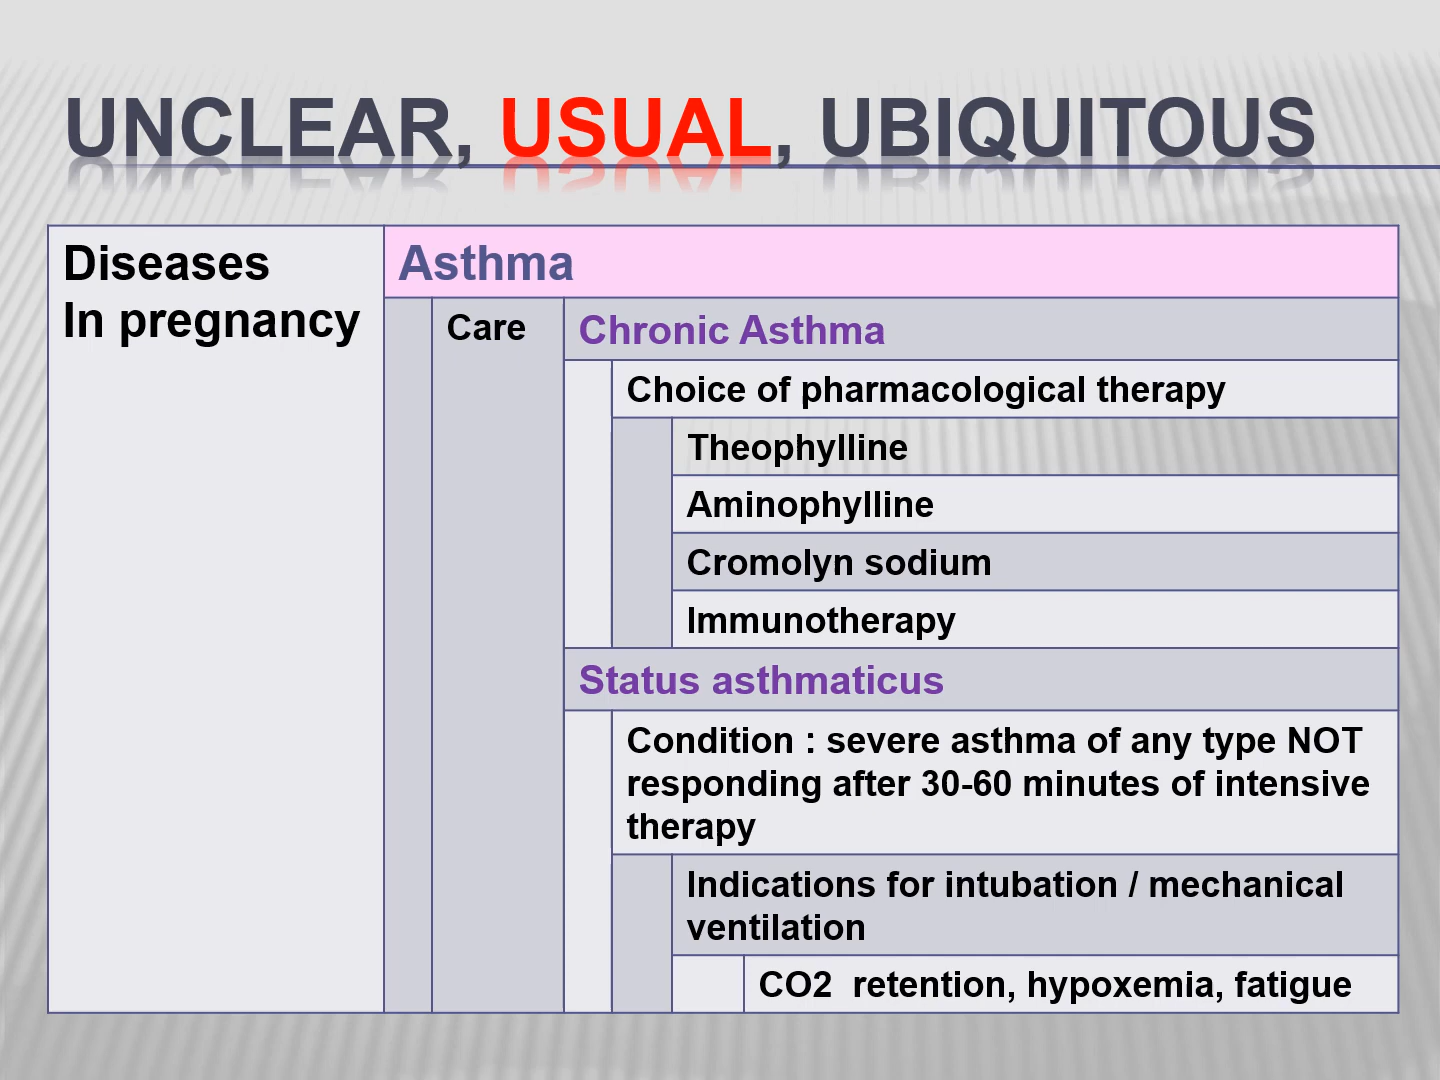 UNCLEAR, USUAL, UBIQUITOUS
Diseases
In pregnancy
Asthma
Care
Chronic Asthma
Choice of pharmacological therapy
Theophylline
Aminophylline
Cromolyn sodium
Immunotherapy
Status asthmaticus
Condition : severe asthma of any type NOT
responding after 30-60 minutes of intensive
therapy
Indications for intubation / mechanical
ventilation
CO2  retention, hypoxemia, fatigue